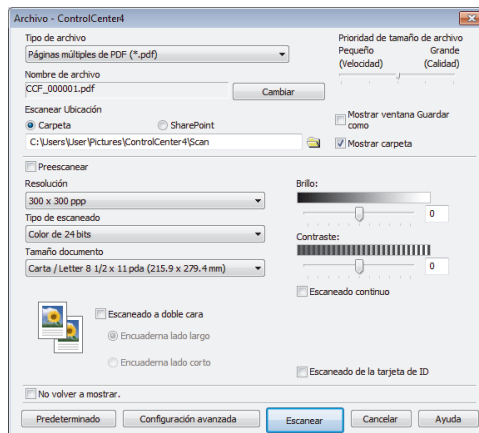 Archivo - ControlCenter4
Tipo de archivo
Páginas múltiples de PDF (*.pdf)
Nombre de archivo
CCF_000001.pdf
Cambiar
Escanear Ubicación
Carpeta
SharePoint
C:\Users\User\Pictures\ControlCenter4\Scan
Prioridad de tamaño de archivo
Pequeño Grande
(Velocidad) (Calidad)
Mostrar ventana Guardar
como
Mostrar carpeta
Preescanear
Resolución
300 x 300 ppp
Tipo de escaneado
Color de 24 bits
Tamaño documento
Carta / Letter 8 1/2 x 11 pda (215.9 x 279.4 mm)
Brillo:
0
Contraste:
0
Escaneado continuo
Escaneado a doble cara
Encuaderna lado largo
Encuaderna lado corto
Escaneado de la tarjeta de ID
No volver a mostrar.
Predeterminado Configuración avanzada Escanear Cancelar Ayuda